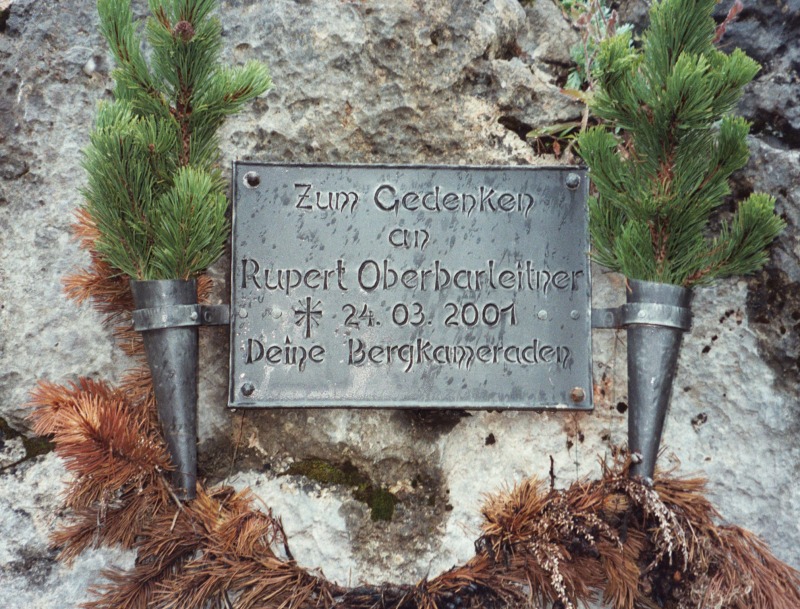 Zum Gedenken
an
Rupert Oberbarleitner
✝ 24. 03. 2001
Deine Bergkameraden